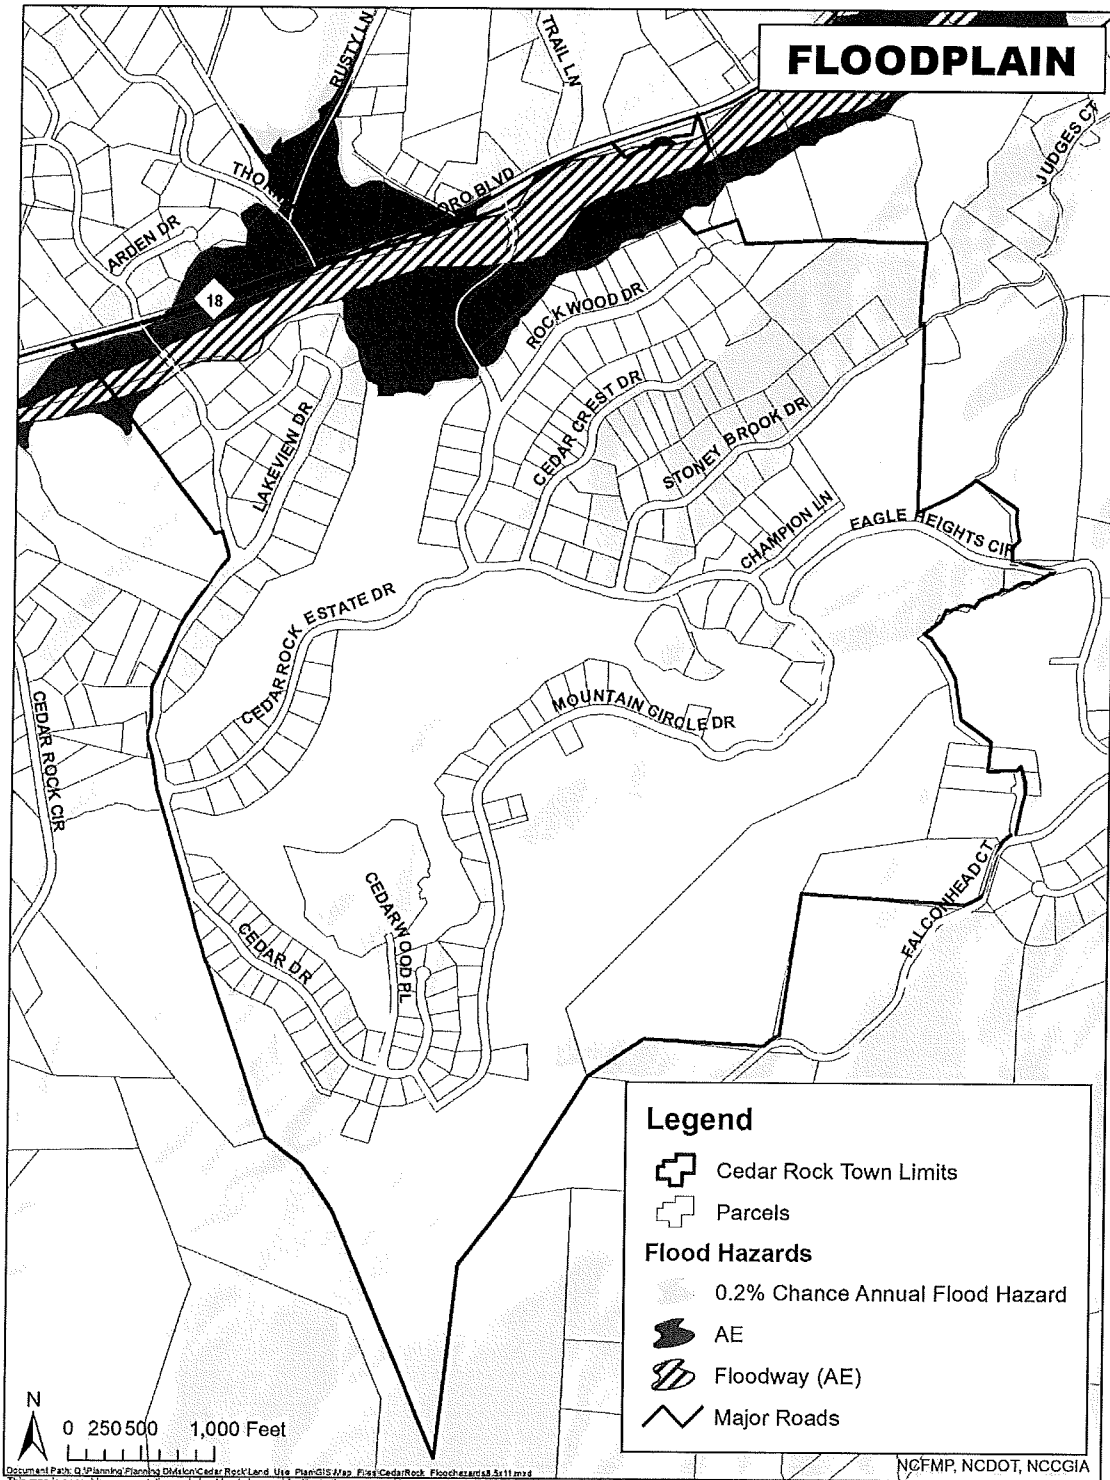 FLOODPLAIN
RUSTY LN
TRAIL LN
JUDGES CT
ORO BLVD
ARDEN DR
18
ROCKWOOD DR
CEDAR CREST DR
LAKEVIEW DR
STONEY BROOK DR
CHAMPION LN
EAGLE HEIGHTS CIR
CEDAR ROCK ESTATE DR
MOUNTAIN CIRCLE DR
CEDAR ROCK CIR
CEDARWOOD PL
CEDAR DR
FALCONHEAD CT
Legend
Cedar Rock Town Limits
Parcels
Flood Hazards
0.2% Chance Annual Flood Hazard
AE
Floodway (AE)
Major Roads
N
0 250 500 1,000 Feet
NCFMP, NCDOT, NCCGIA